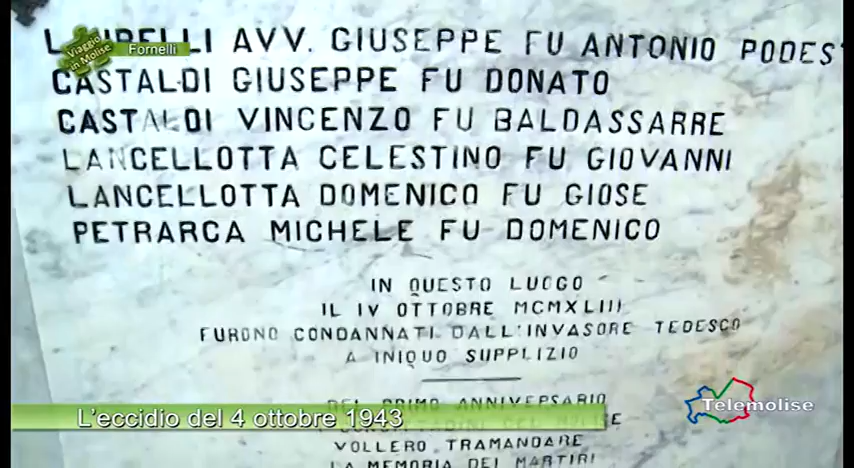 Viaggio
in Molise
Fornelli
AVV. GIUSEPPE FU ANTONIO
CASTALDI GIUSEPPE FU DONATO
CASTALDI VINCENZO FU BALDASSARRE
LANCELLOTTA CELESTINO FU GIOVANNI
LANCELLOTTA DOMENICO FU GIOSE
PETRARCA MICHELE FU DOMENICO
IN QUESTO LUOGO
IL IV OTTOBRE MCMXLIII
FURONO CONDANNATI DALL'INVASORE TEDESCO
A INIQUO SUPPLIZIO
DEL PRIMO ANNIVERSARIO
L'eccidio del 4 ottobre 1943
Telemolise
VOLLERO TRAMANDARE
LA MEMORIA DEI MARTIRI